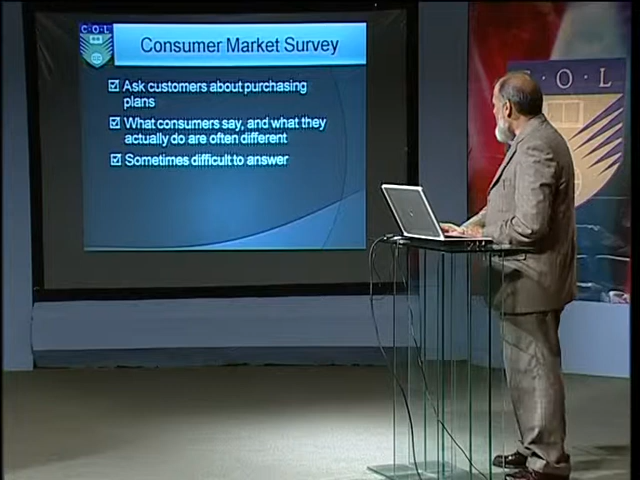 C O L
Consumer Market Survey
Ask customers about purchasing
plans
What consumers say, and what they
actually do are often different
Sometimes difficult to answer
C O L